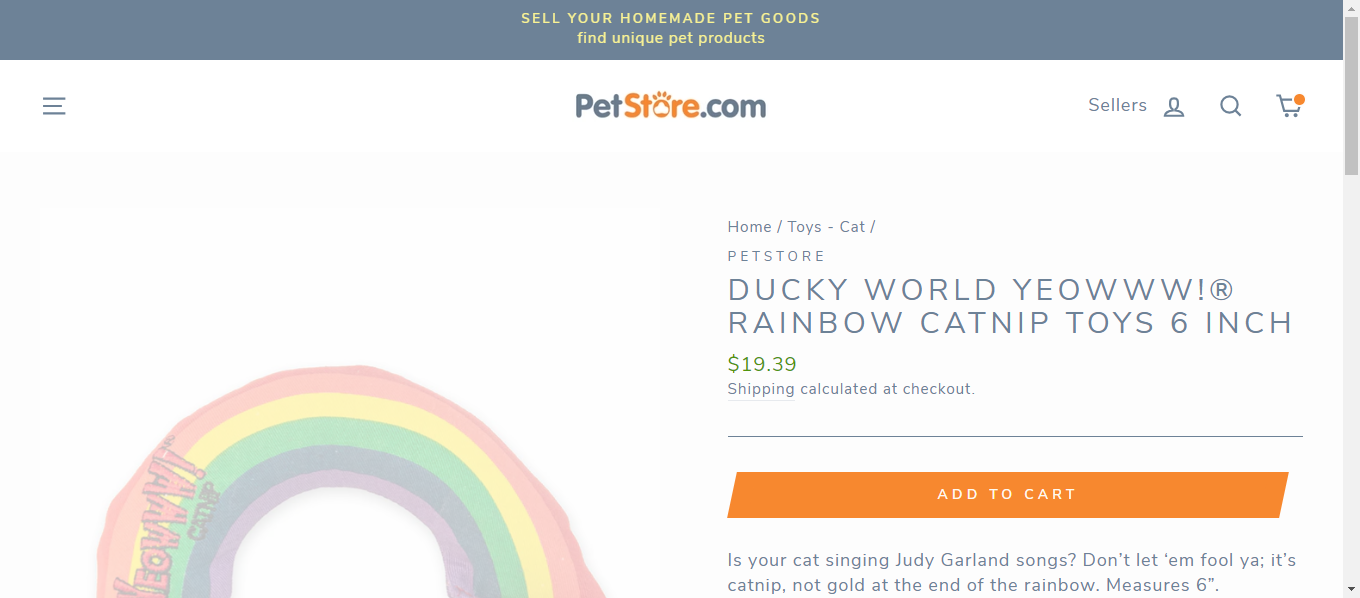 SELL YOUR HOMEMADE PET GOODS
find unique pet products
PetStore.com
Sellers
Home / Toys - Cat /
PETSTORE
DUCKY WORLD YEOWWW!®
RAINBOW CATNIP TOYS 6 INCH
$19.39
Shipping calculated at checkout.
ADD TO CART
Is your cat singing Judy Garland songs? Don’t let ‘em fool ya; it’s
catnip, not gold at the end of the rainbow. Measures 6”.
YEOWWW!
CATNIP